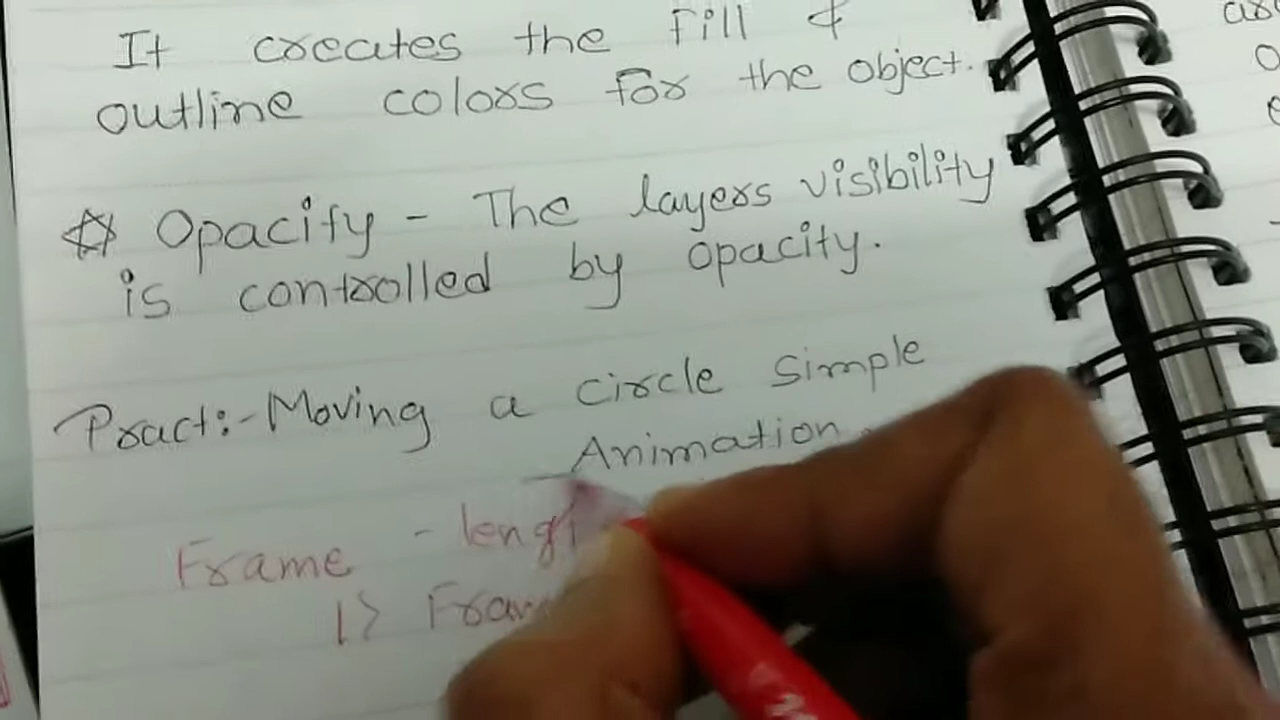 It creates the Fill &
outline colors for the object.
☆ Opacity - The layers visibility
is controlled by opacity.
Pract:- Moving a circle simple
Animation
Frame -
1>